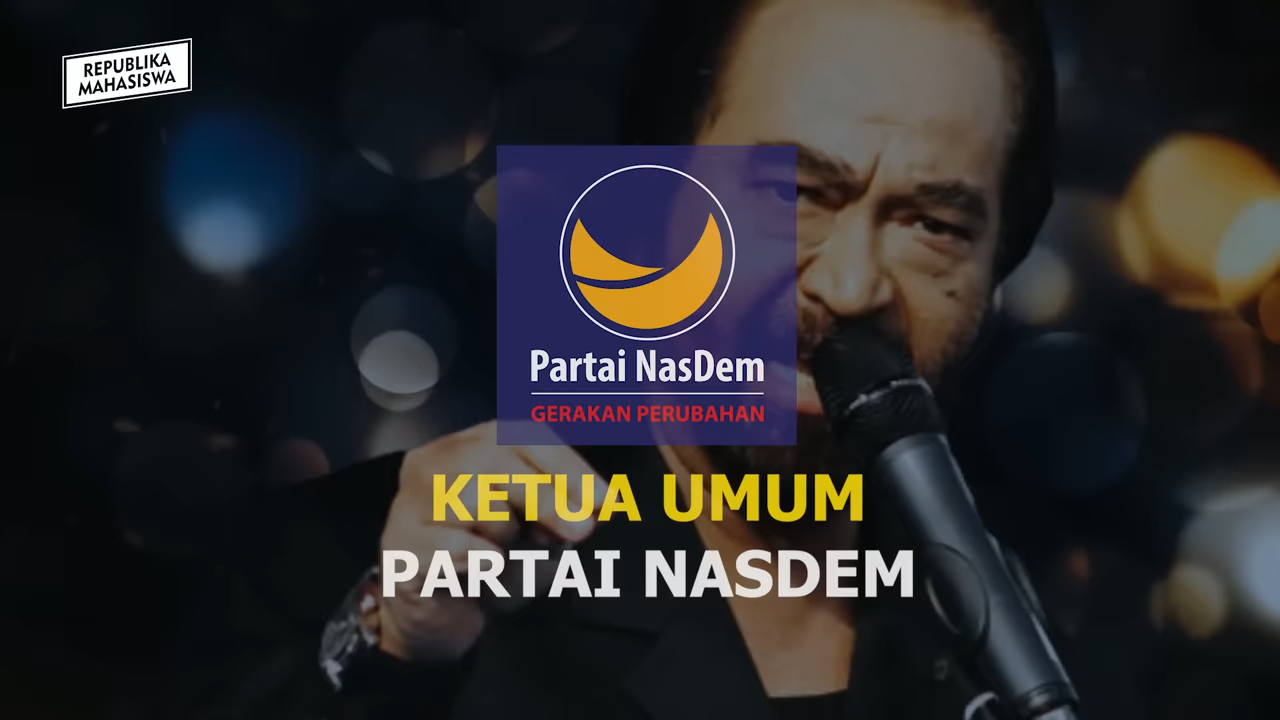 REPUBLIKA
MAHASISWA
Partai NasDem
GERAKAN PERUBAHAN
KETUA UMUM
PARTAI NASDEM